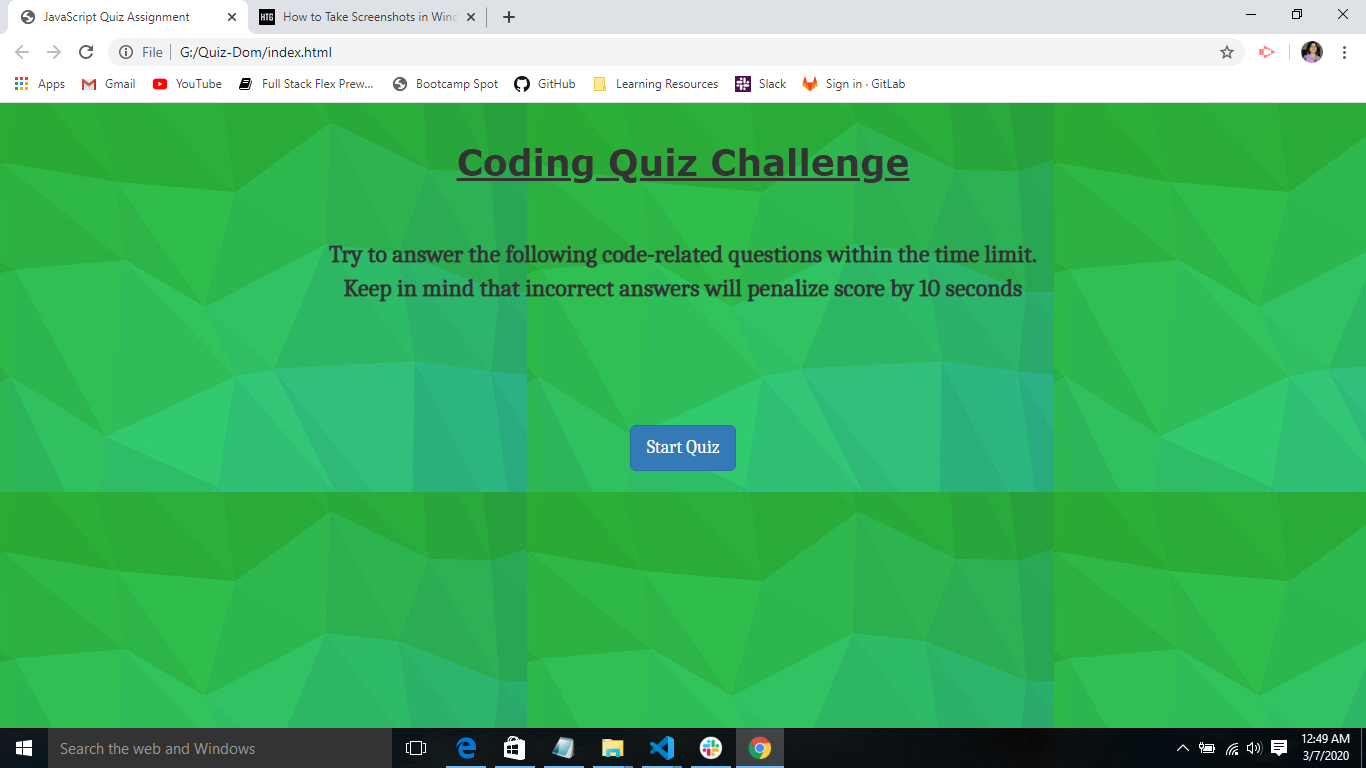 JavaScript Quiz Assignment
HTG How to Take Screenshots in Wind
File G:/Quiz-Dom/index.html
Apps Gmail YouTube Full Stack Flex Prew... Bootcamp Spot GitHub Learning Resources Slack Sign in · GitLab
Coding Quiz Challenge
Try to answer the following code-related questions within the time limit.
Keep in mind that incorrect answers will penalize score by 10 seconds
Start Quiz
Search the web and Windows
12:49 AM
3/7/2020